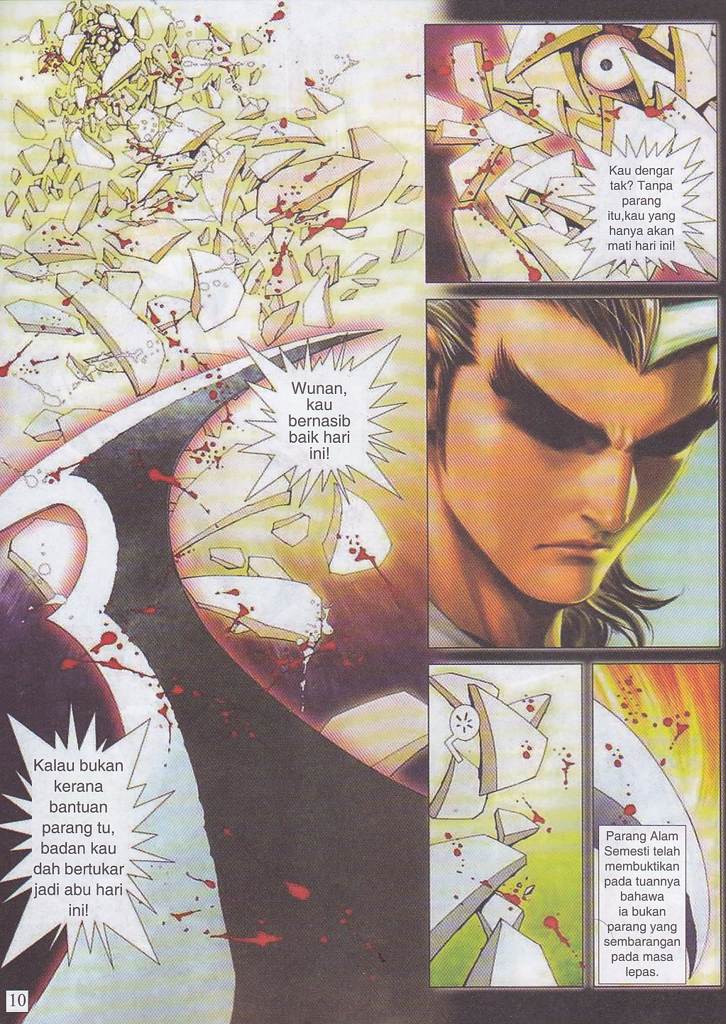 Wunan,
kau
bernasib
baik hari
ini!
Kalau bukan
kerana
bantuan
parang tu,
badan kau
dah bertukar
jadi abu hari
ini!
Kau dengar
tak? Tanpa
parang
itu,kau yang
hanya akan
mati hari ini!
Parang Alam
Semesti telah
membuktikan
pada tuannya
bahawa
ia bukan
parang yang
sembarangan
pada masa
lepas.
10